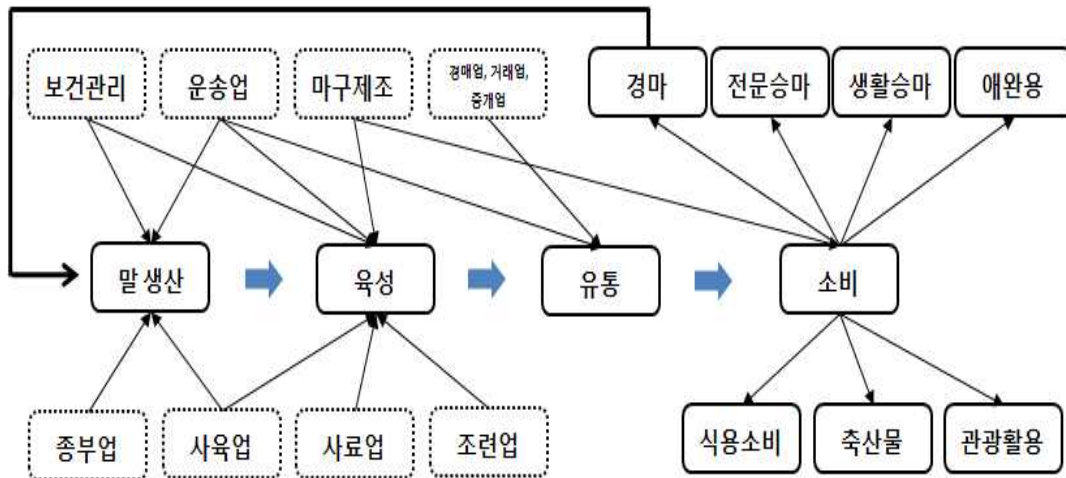 보건관리
운송업
마구제조
경매업, 거래업,
중개업
경마
전문승마
생활승마
애완용
말 생산
육성
유통
소비
종부업
사육업
사료업
조련업
식용소비
축산물
관광활용